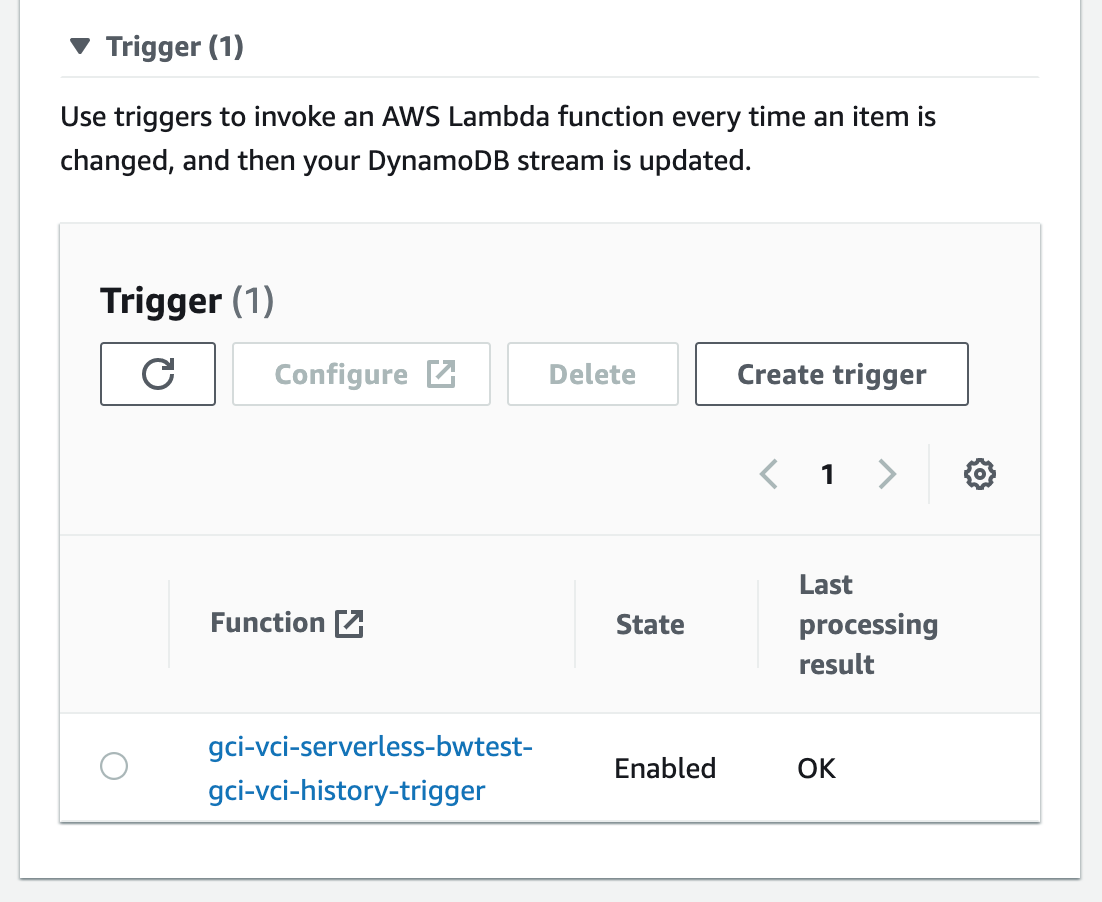 Trigger (1)
Use triggers to invoke an AWS Lambda function every time an item is
changed, and then your DynamoDB stream is updated.
Trigger (1)
Configure Delete Create trigger
1
Function State Last processing result
gci-vci-serverless-bwtest-
gci-vci-history-trigger Enabled OK